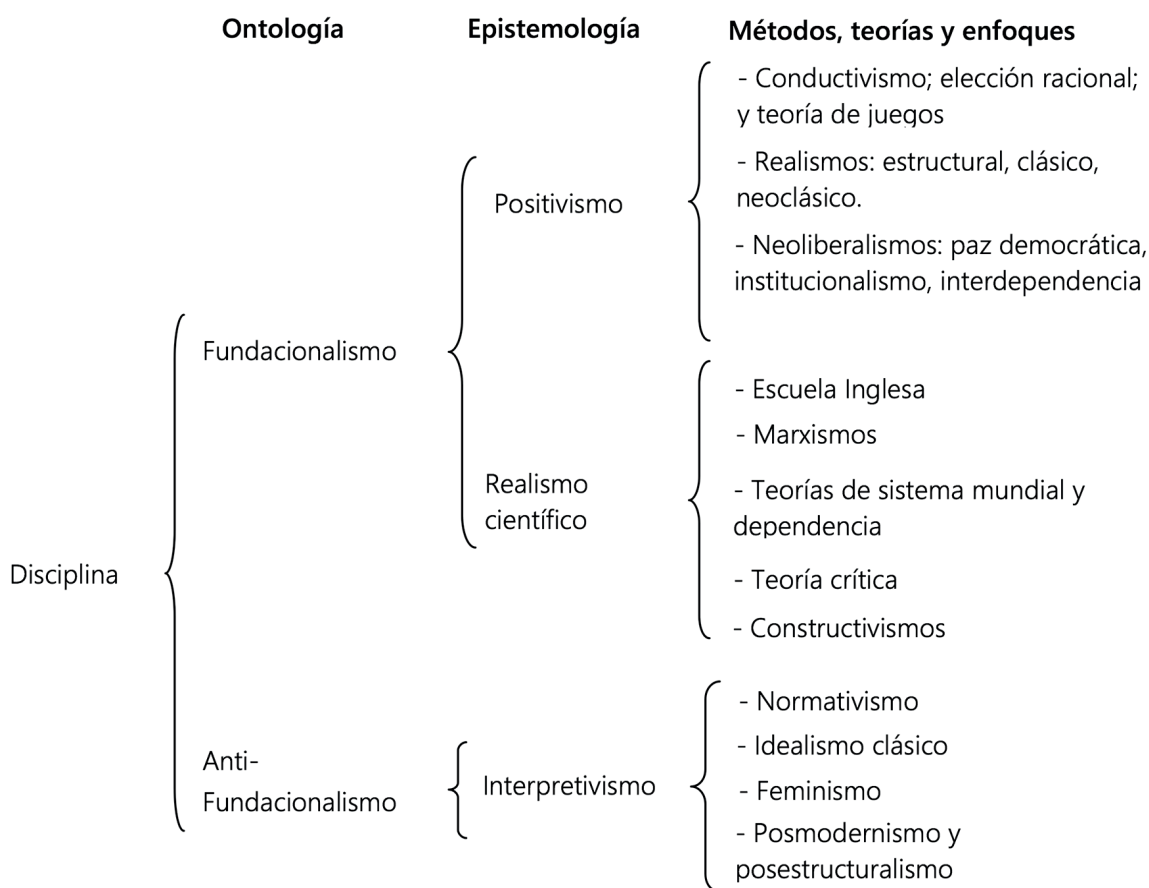 Ontología
Epistemología
Métodos, teorías y enfoques
- Conductivismo; elección racional;
y teoría de juegos
- Realismos: estructural, clásico,
neoclásico.
- Neoliberalismos: paz democrática,
institucionalismo, interdependencia
Positivismo
Fundacionalismo
- Escuela Inglesa
- Marxismos
- Teorías de sistema mundial y
dependencia
- Teoría crítica
- Constructivismos
Realismo
científico
Disciplina
Anti-
Fundacionalismo
Interpretivismo
- Normativismo
- Idealismo clásico
- Feminismo
- Posmodernismo y
posestructuralismo